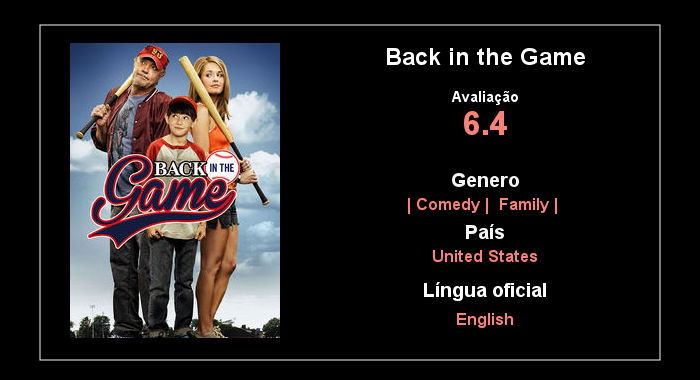 BACK IN THE
Game
Back in the Game
Avaliação
6.4
Genero
| Comedy | Family |
País
United States
Língua oficial
English